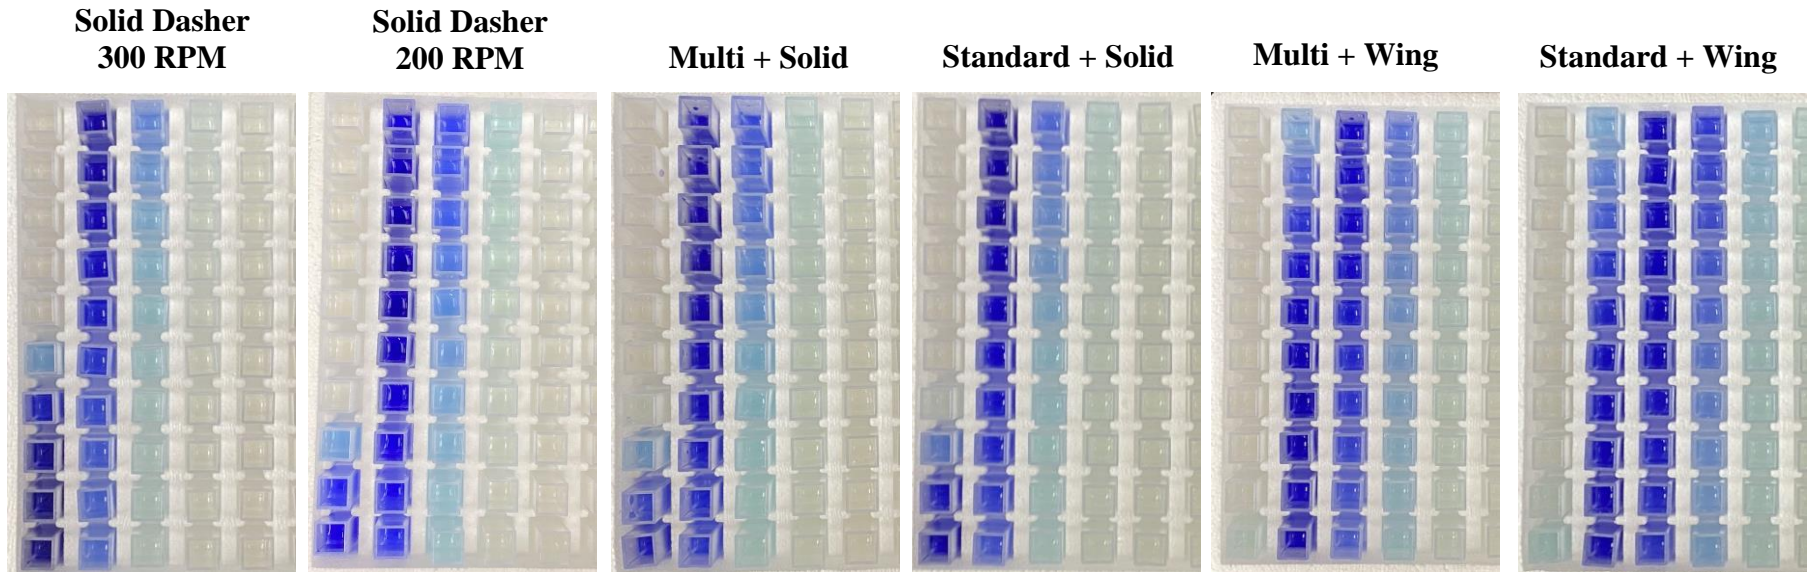 Solid Dasher
300 RPM
Solid Dasher
200 RPM
Multi + Solid
Standard + Solid
Multi + Wing
Standard + Wing